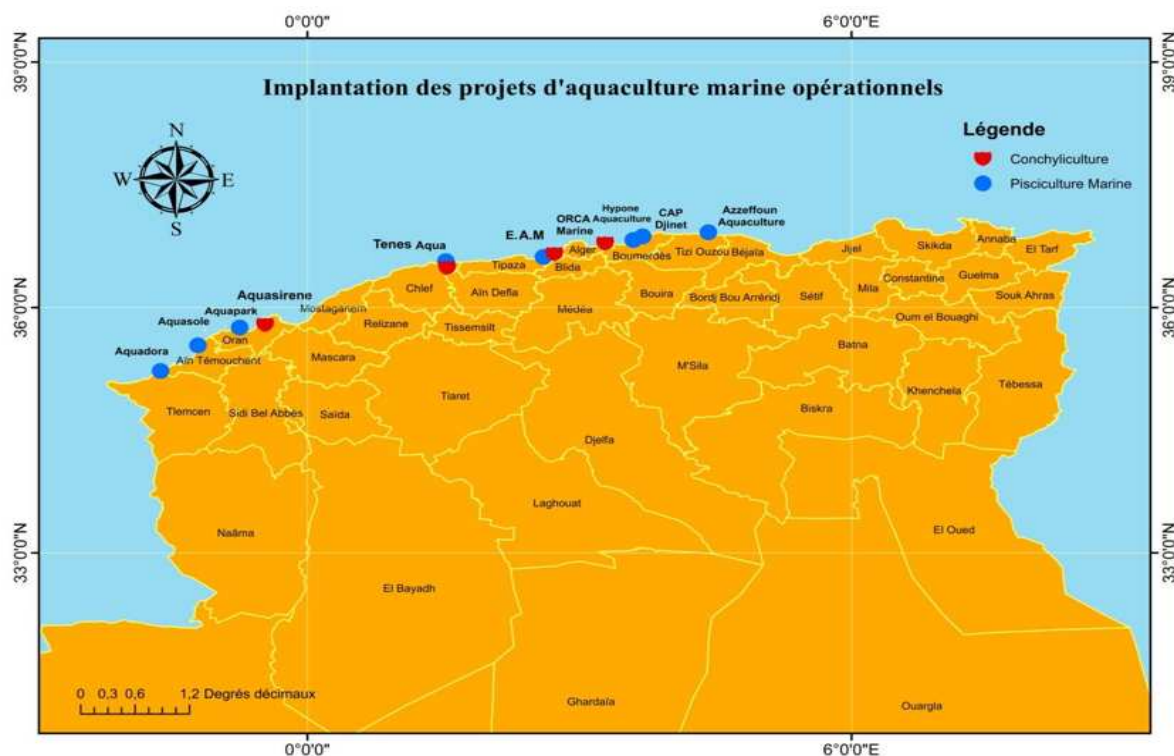 0°0'0" 6°0'0"E
39°0'0"N 39°0'0"N
Implantation des projets d'aquaculture marine opérationnels
Légende
Conchyliculture
Pisciculture Marine
N
W E
S
Hypone
Aquaculture
ORCA
Marine
CAP
Djinet
Azzeffoun
Aquaculture
E.A.M
Tenes Aqua
Aquasirene
Aquapark
Aquasole
Aquadora
Alger
Boumerdès
Tizi Ouzou
Béjaïa
Jijel
Skikda
Annaba
El Tarf
Tipaza
Blida
Chlef
Aïn Defla
Médéa
Bouira
Bordj Bou Arréridj
Sétif
Mila
Constantine
Guelma
Souk Ahras
36°0'0"N 36°0'0"N
Mostaganem
Relizane
Tissemsilt
Oum el Bouaghi
Oran
Aïn Témouchent
Mascara
Batna
M'Sila
Khenchela
Tébessa
Tlemcen
Sidi Bel Abbès
Saïda
Tiaret
Biskra
Djelfa
Laghouat
Naâma
El Oued
33°0'0"N 33°0'0"N
El Bayadh
Ghardaïa
Ouargla
0 0,3 0,6 1,2 Degrés décimaux
0°0'0" 6°0'0"E